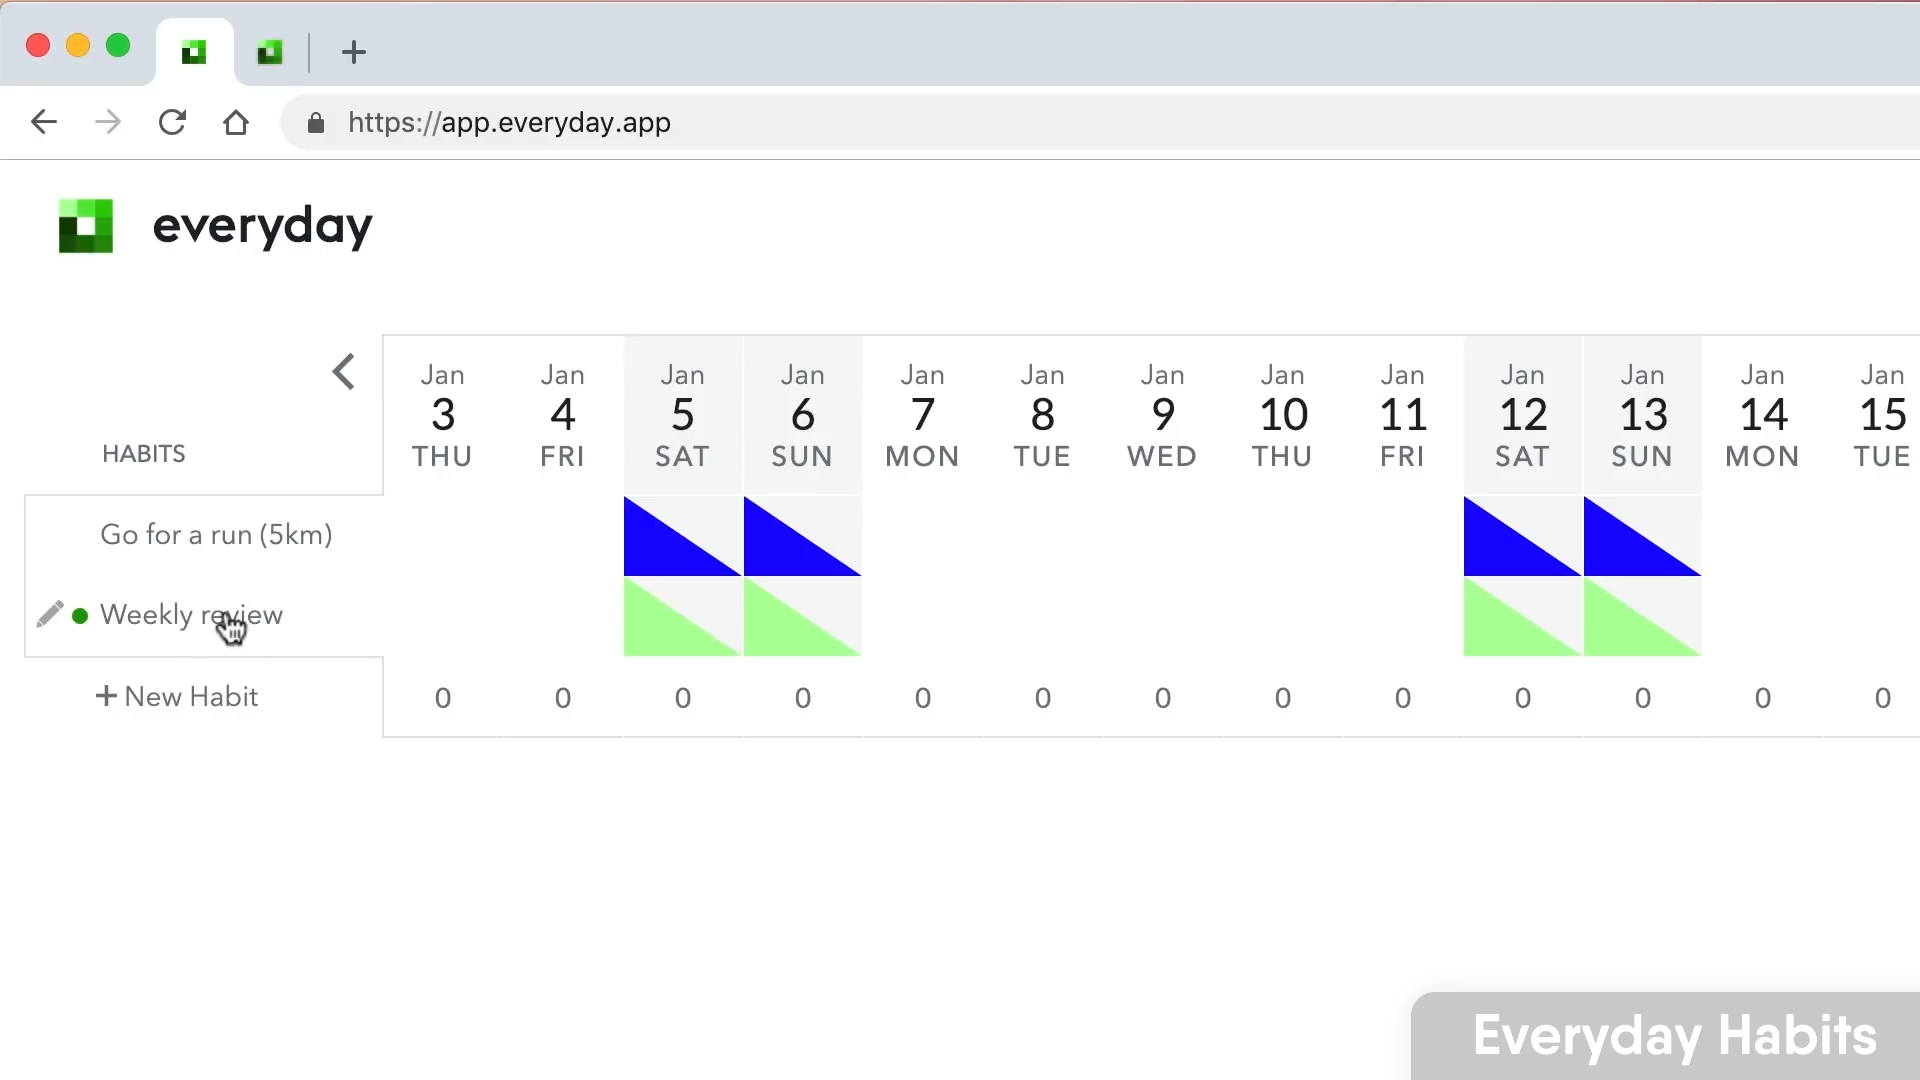 https://app.everyday.app
everyday
Jan Jan Jan Jan Jan Jan Jan Jan Jan Jan Jan Jan Jan
3 4 5 6 7 8 9 10 11 12 13 14 15
HABITS THU FRI SAT SUN MON TUE WED THU FRI SAT SUN MON TUE
Go for a run (5km)
Weekly review
+ New Habit 0 0 0 0 0 0 0 0 0 0 0 0 0
Everyday Habits